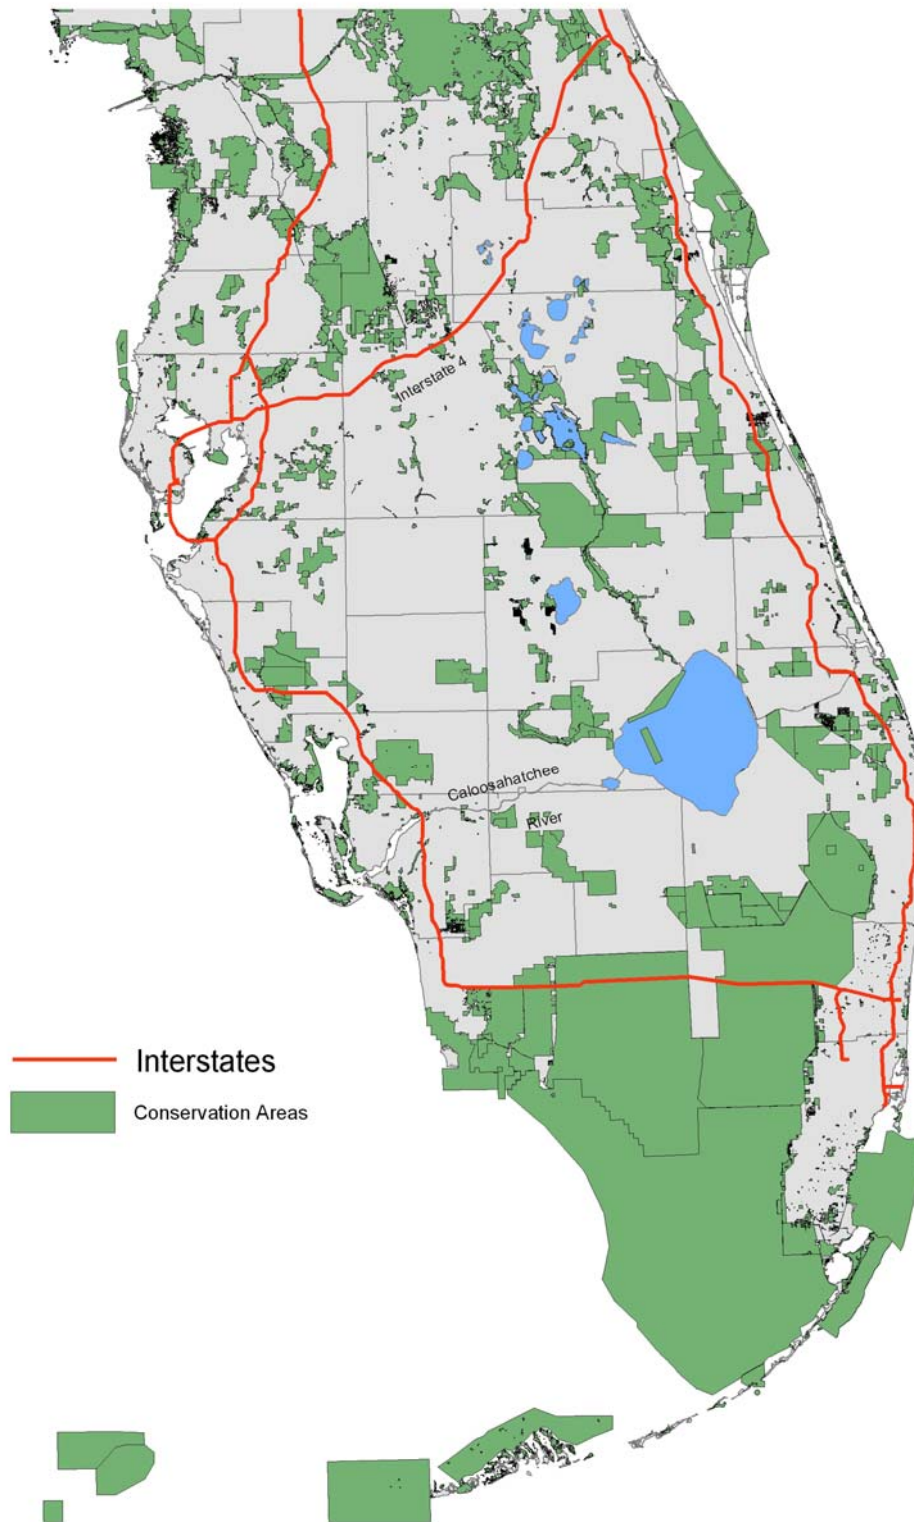 Interstate 4
Caloosahatchee
River
Interstates
Conservation Areas